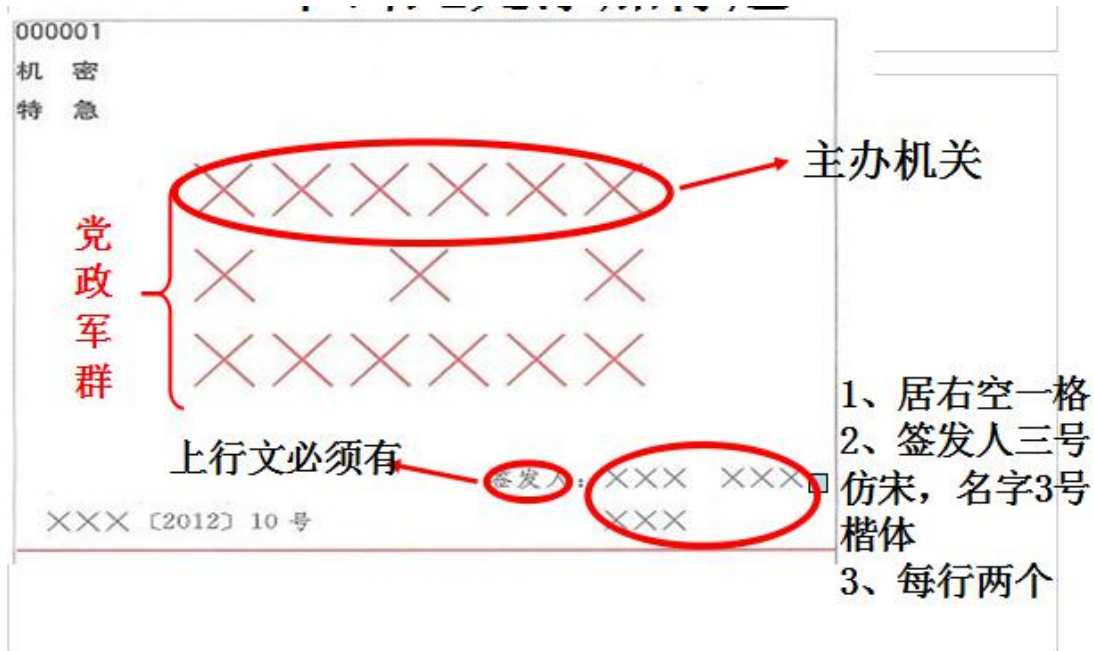 000001
机 密
特 急
主办机关
××××××
党政军群
× × ×
××××××
上行文必须有
签发人：××× ×××
×××
×××〔2012〕10 号
1、居右空一格
2、签发人三号
仿宋，名字3号
楷体
3、每行两个